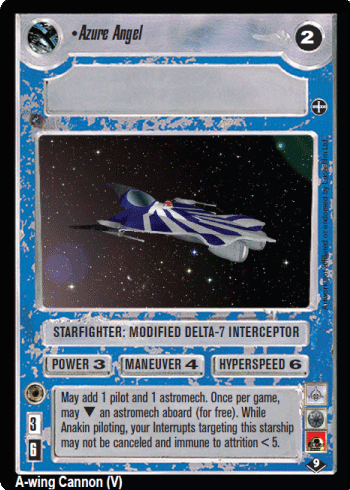 •Azure Angel
2
STARFIGHTER: MODIFIED DELTA-7 INTERCEPTOR
POWER 3 MANEUVER 4 HYPERSPEED 6
May add 1 pilot and 1 astromech. Once per game,
may ▼ an astromech aboard (for free). While
Anakin piloting, your Interrupts targeting this starship
may not be canceled and immune to attrition < 5.
3
6
9
A-wing Cannon (V)